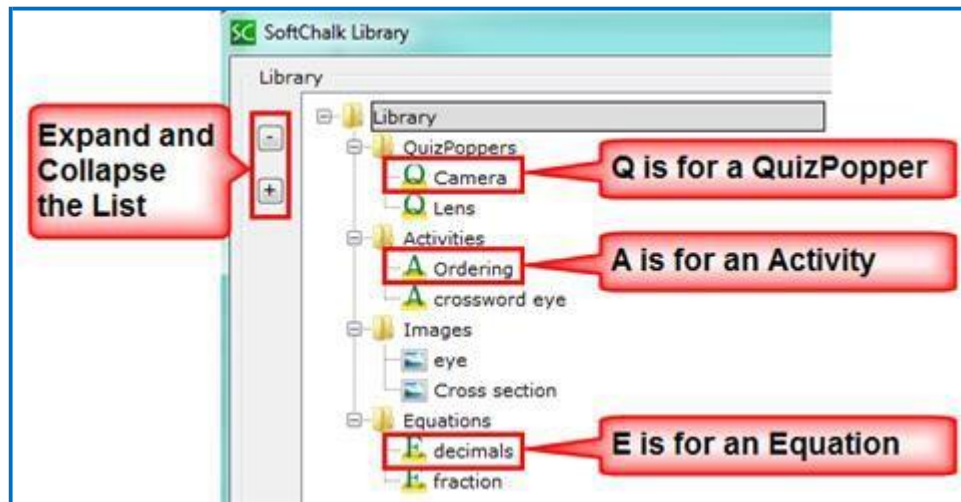 SC SoftChalk Library
Library
Expand and
Collapse
the List
-
+
Library
QuizPoppers
Q Camera
Q is for a QuizPopper
Q Lens
Activities
A Ordering
A is for an Activity
A crossword eye
Images
eye
Cross section
Equations
E decimals
E is for an Equation
E fraction